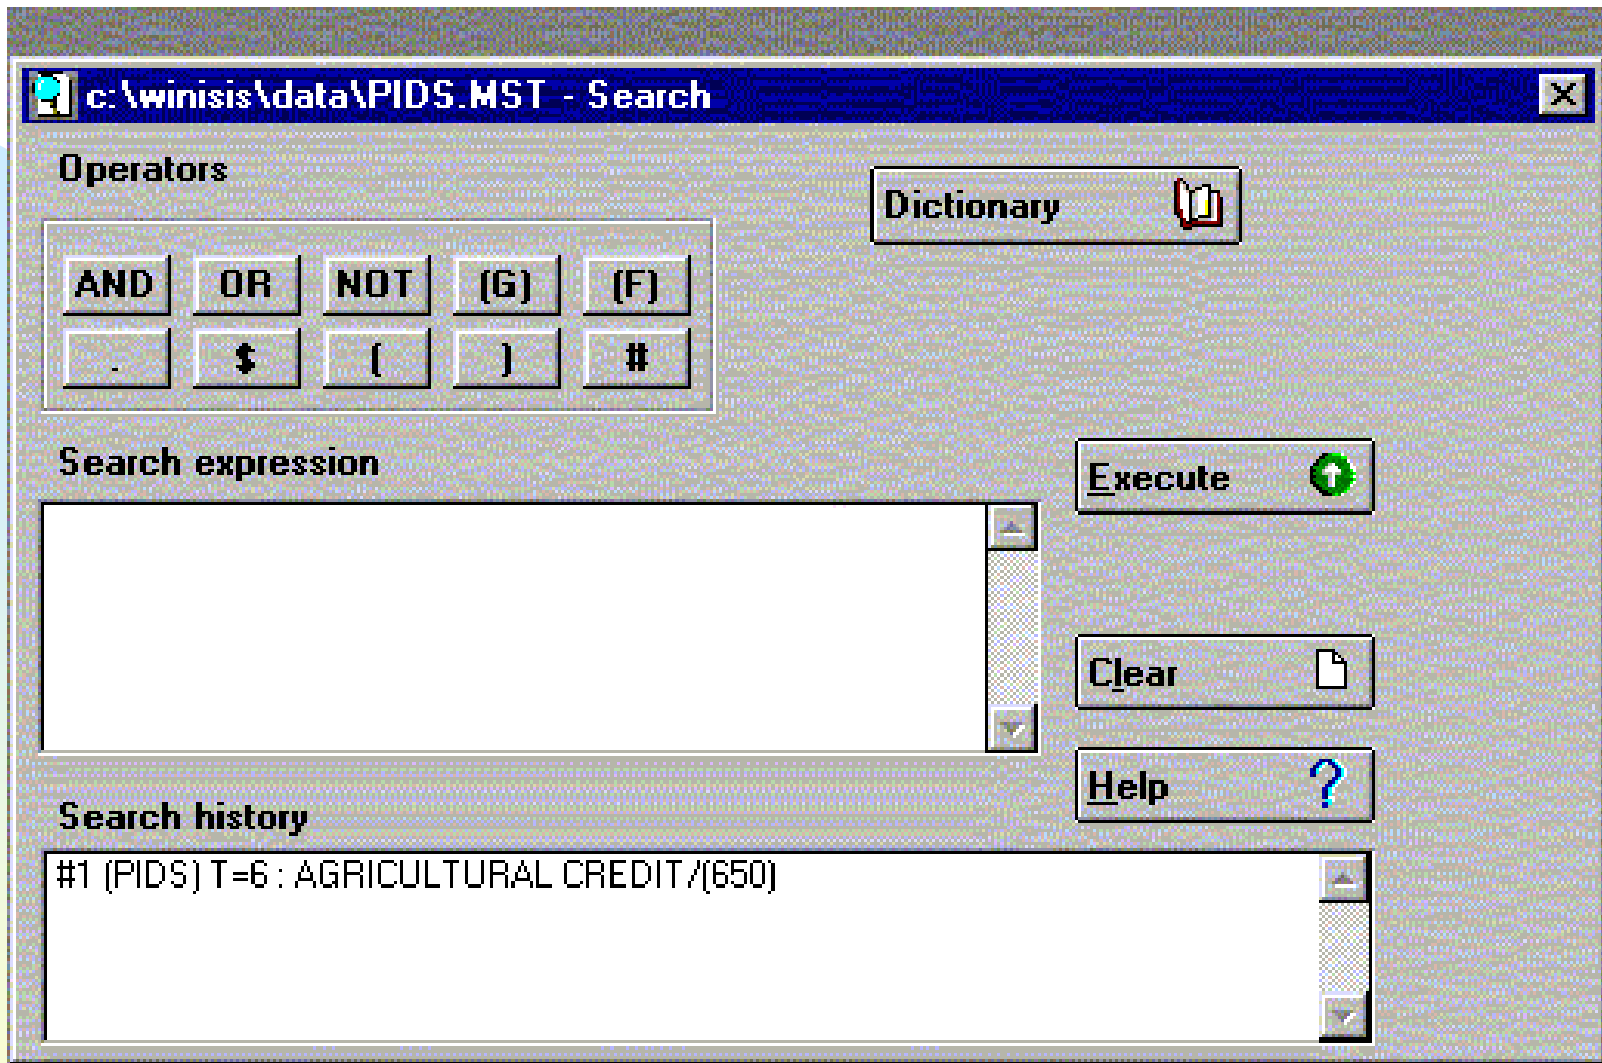 c:\winisis\data\PIDS.MST - Search
Operators
Dictionary
AND OR NOT (G) (F)
. $ ( ) #
Search expression
Execute
Clear
Help
Search history
#1 (PIDS) T=6 : AGRICULTURAL CREDIT/(650)